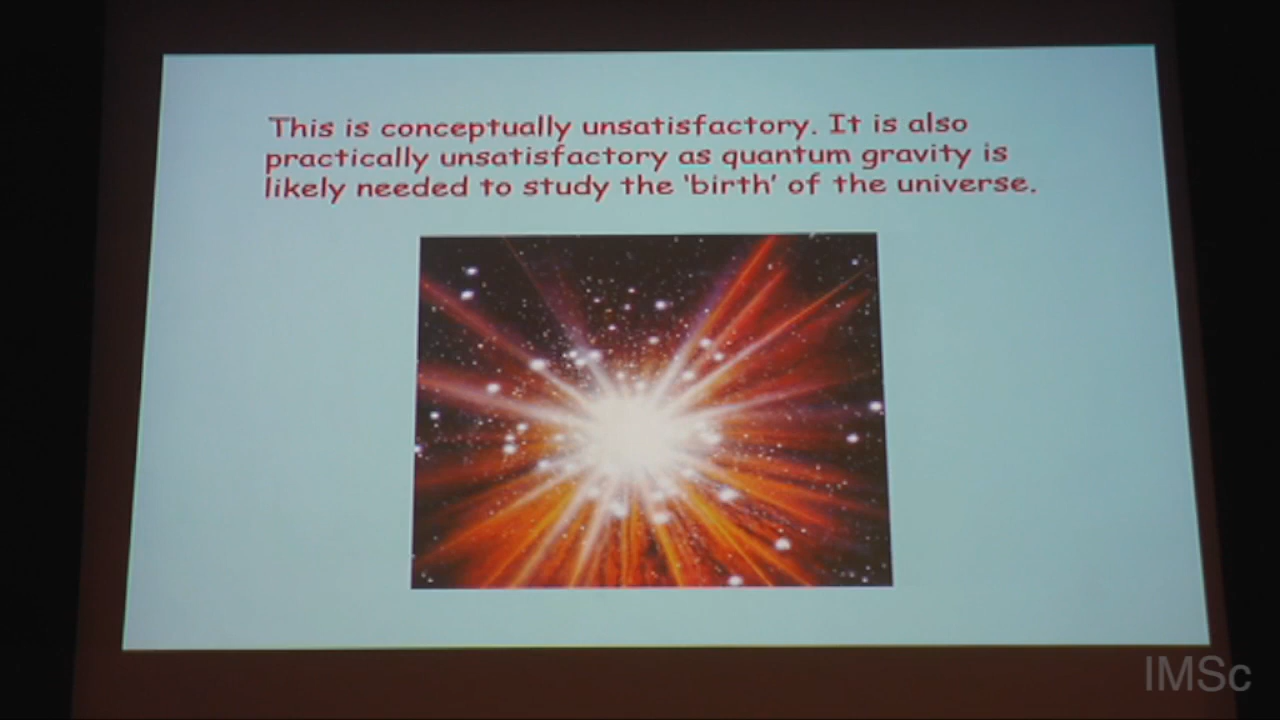 This is conceptually unsatisfactory. It is also
practically unsatisfactory as quantum gravity is
likely needed to study the 'birth' of the universe.
IMSc